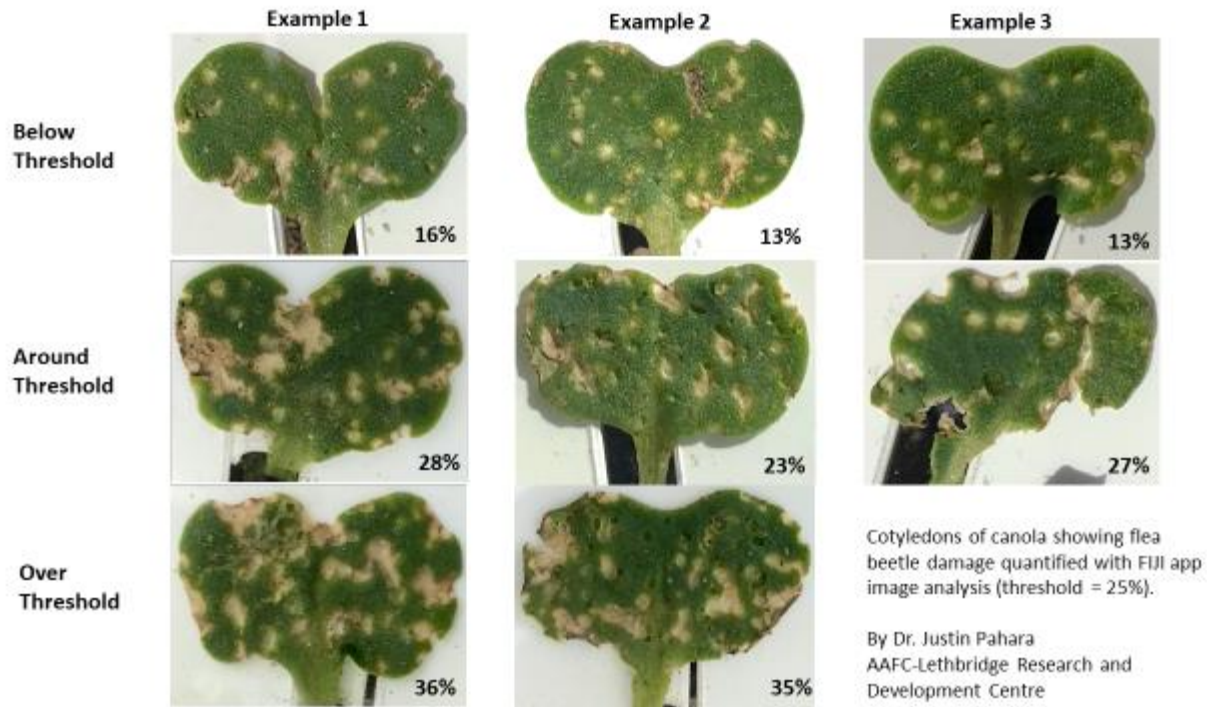 Example 1
Example 2
Example 3
Below
Threshold
16%
13%
13%
Around
Threshold
28%
23%
27%
Over
Threshold
36%
35%
Cotyledons of canola showing flea
beetle damage quantified with FIJI app
image analysis (threshold = 25%).
By Dr. Justin Pahara
AAFC-Lethbridge Research and
Development Centre